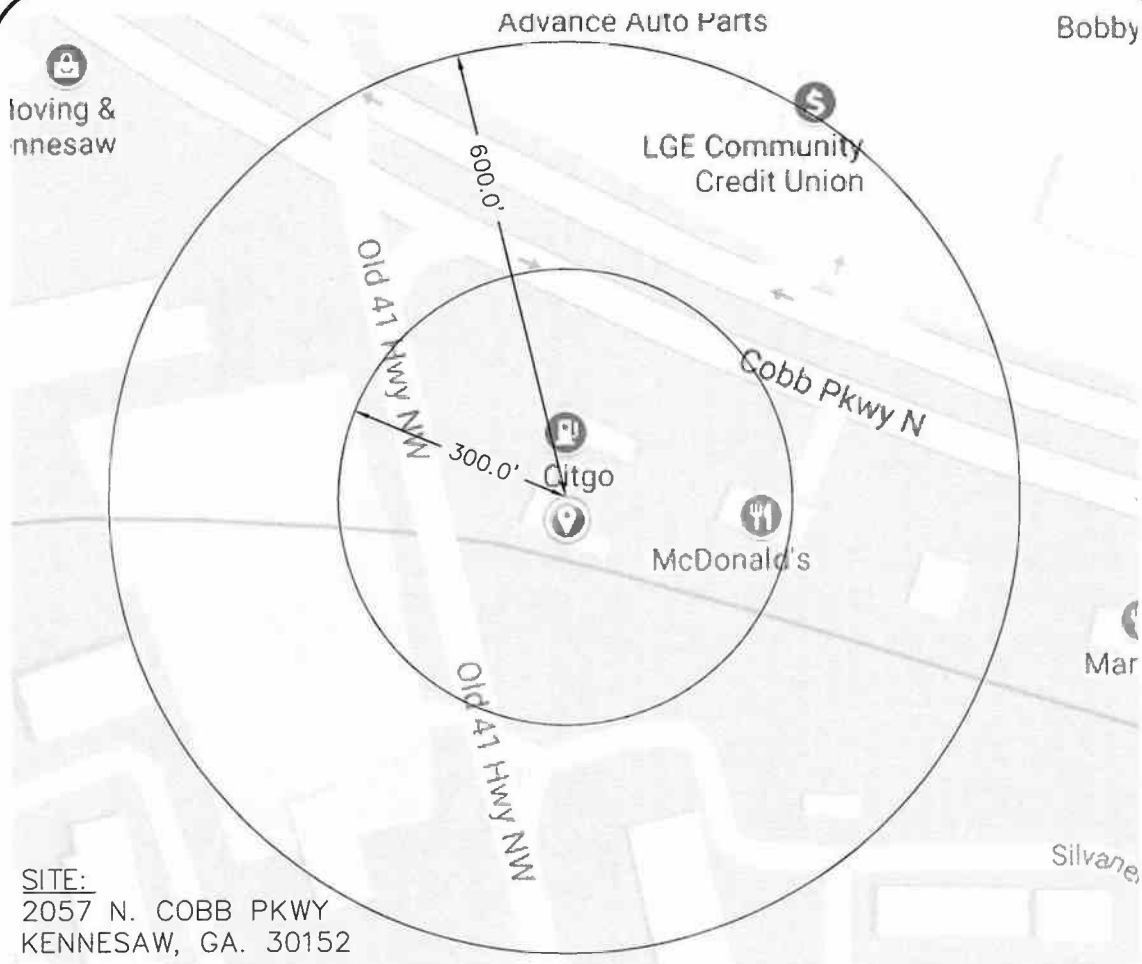 Advance Auto Parts
Bobby
loving &
nnesaw
LGE Community
Credit Union
600.0'
Old 41 Hwy NW
Cobb Pkwy N
300.0'
Citgo
McDonald's
Mar
Old 41 Hwy NW
Silvane
SITE:
2057 N. COBB PKWY
KENNESAW, GA. 30152